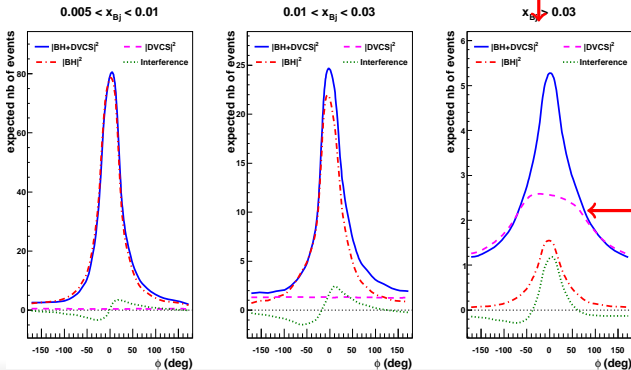 0.005 < xBj < 0.01
expected nb of events
|BH+DVCS|² |DVCS|²
|BH|² Interference
80
60
40
20
0
-150 -100 -50 0 50 100 150
ϕ (deg)
0.01 < xBj < 0.03
expected nb of events
|BH+DVCS|² |DVCS|²
|BH|² Interference
25
20
15
10
5
0
-150 -100 -50 0 50 100 150
ϕ (deg)
xBj > 0.03
expected nb of events
|BH+DVCS|² |DVCS|²
|BH|² Interference
6
5
4
3
2
1
0
-150 -100 -50 0 50 100 150
ϕ (deg)